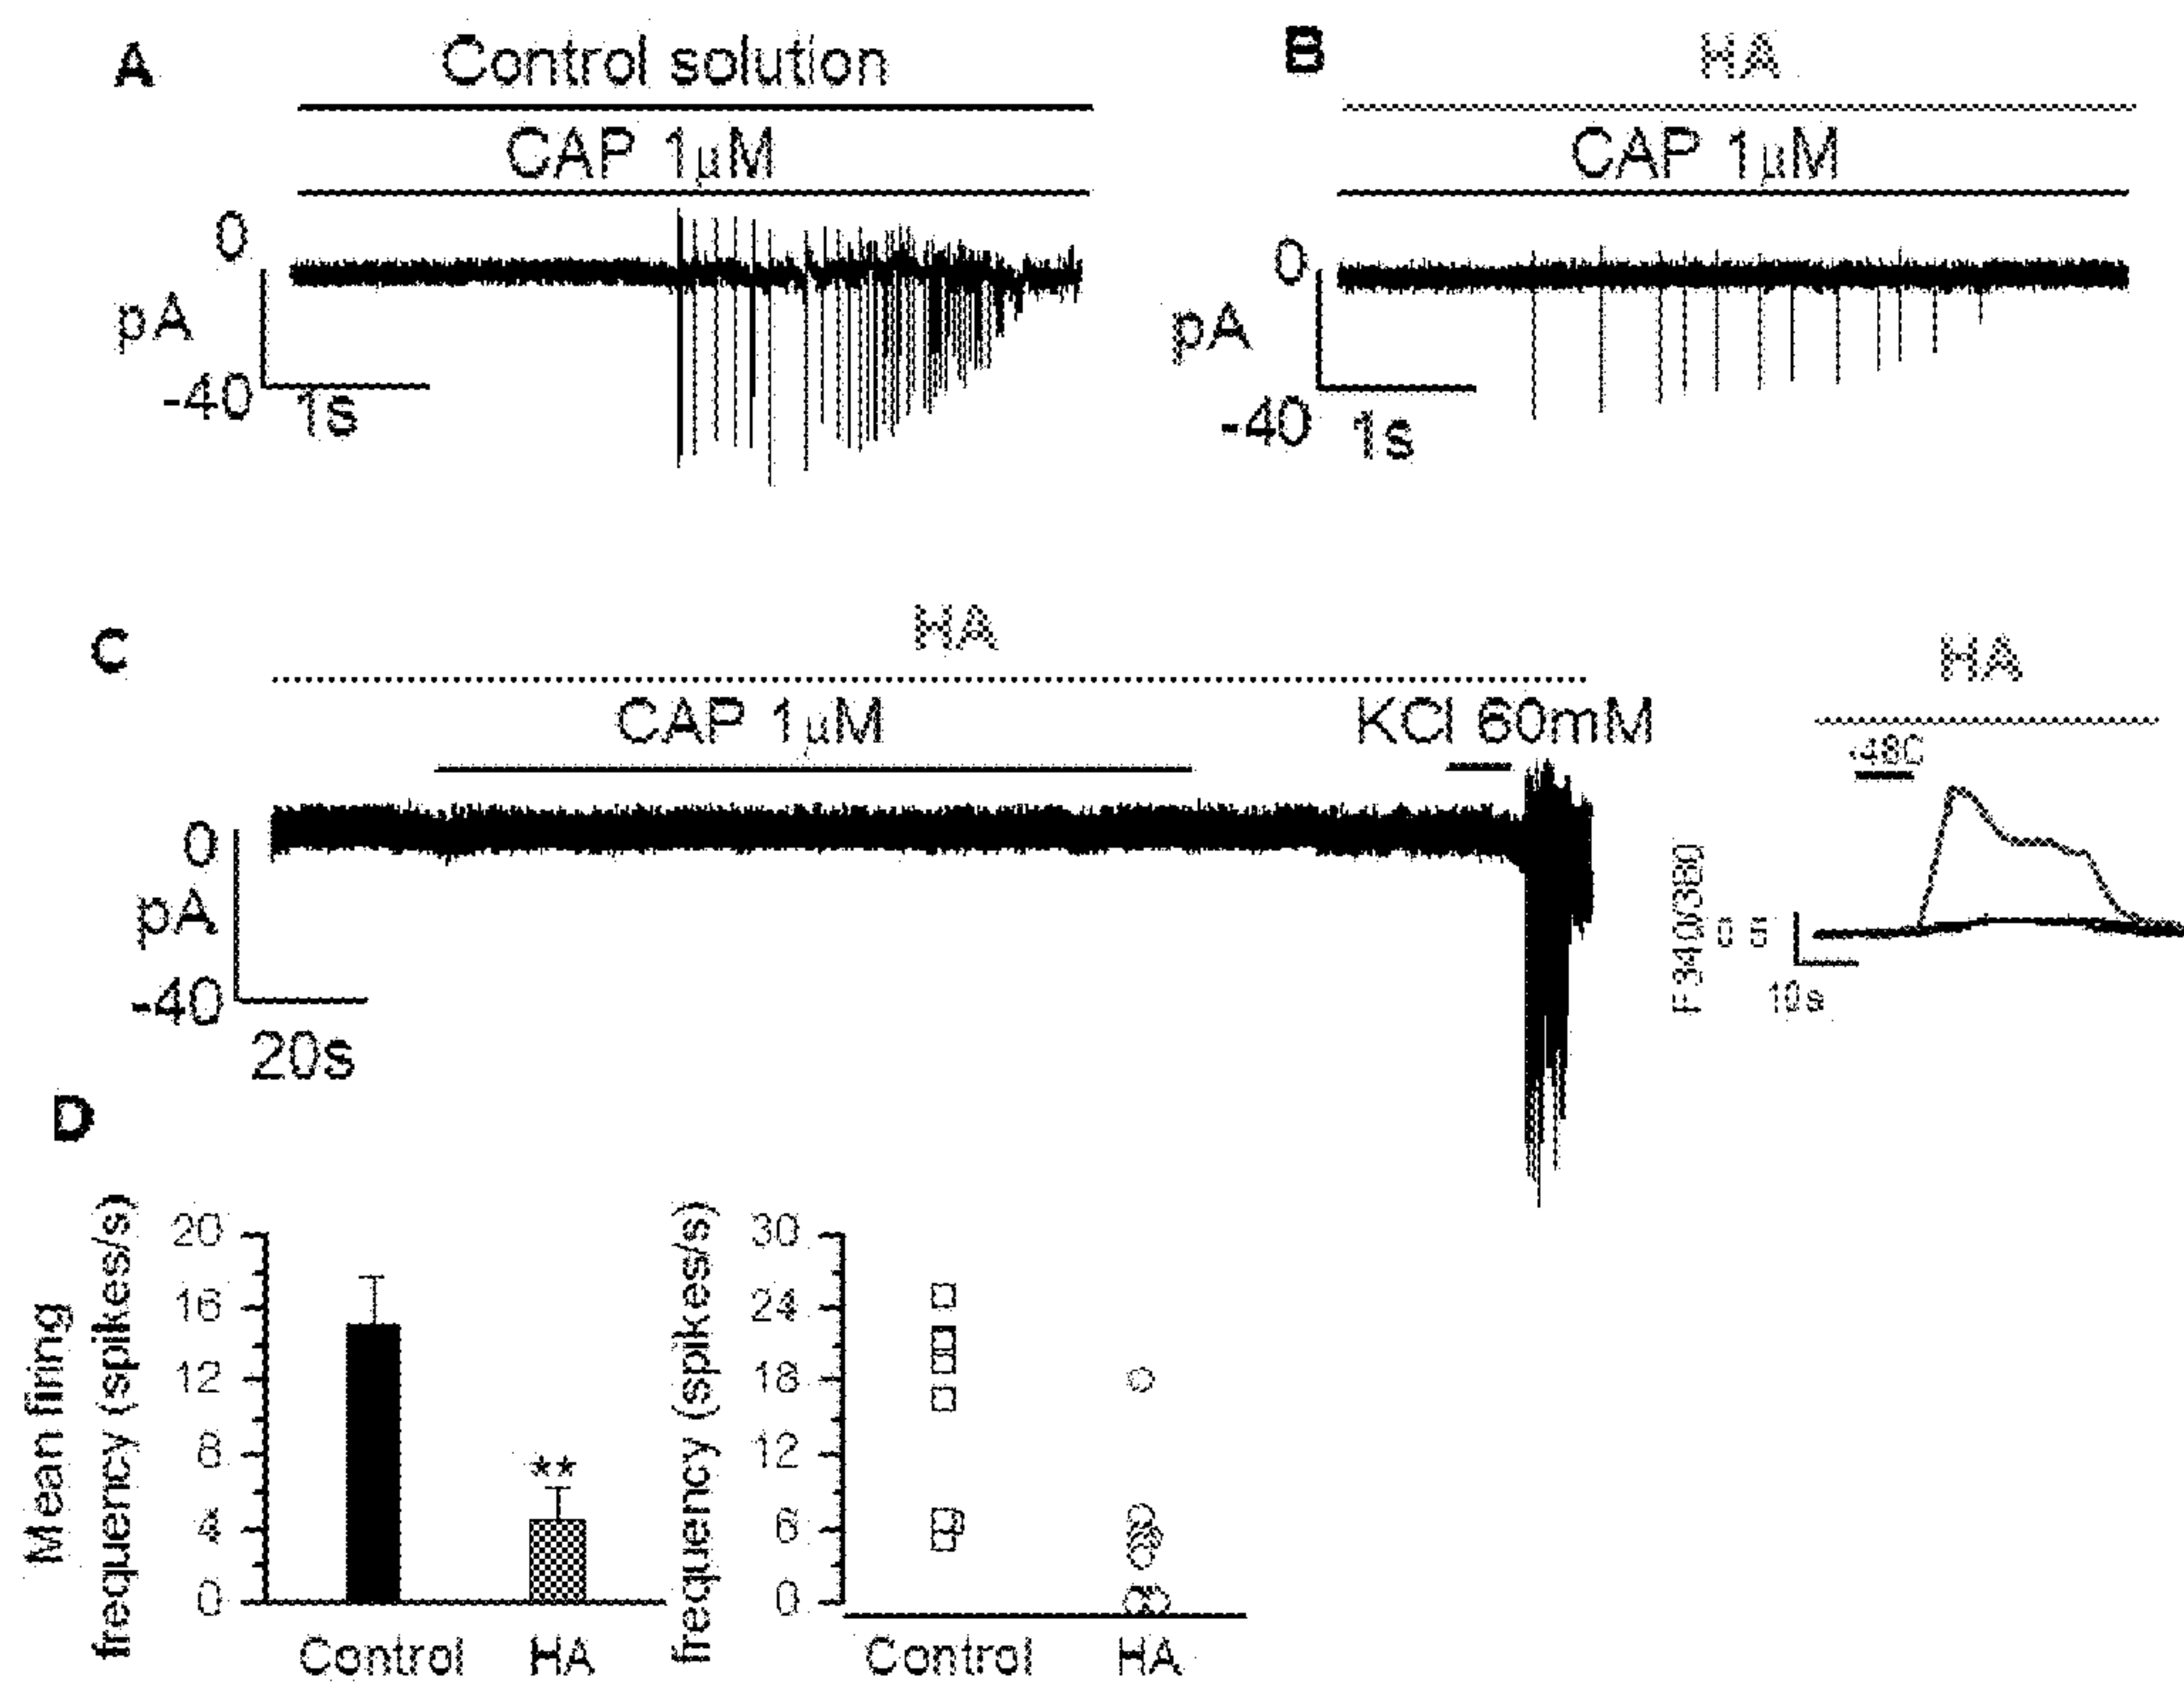 A
Control solution
CAP 1µM
0
pA
-40
1s
B
HA
CAP 1µM
0
pA
-40
1s
C
HA
CAP 1µM
KCl 60mM
0
pA
-40
20s
HA
-480
F340/380
10s
D
Mean firing
frequency (spikes/s)
20
16
12
8
4
0
**
Control HA
frequency (spikes/s)
30
24
18
12
6
0
Control HA